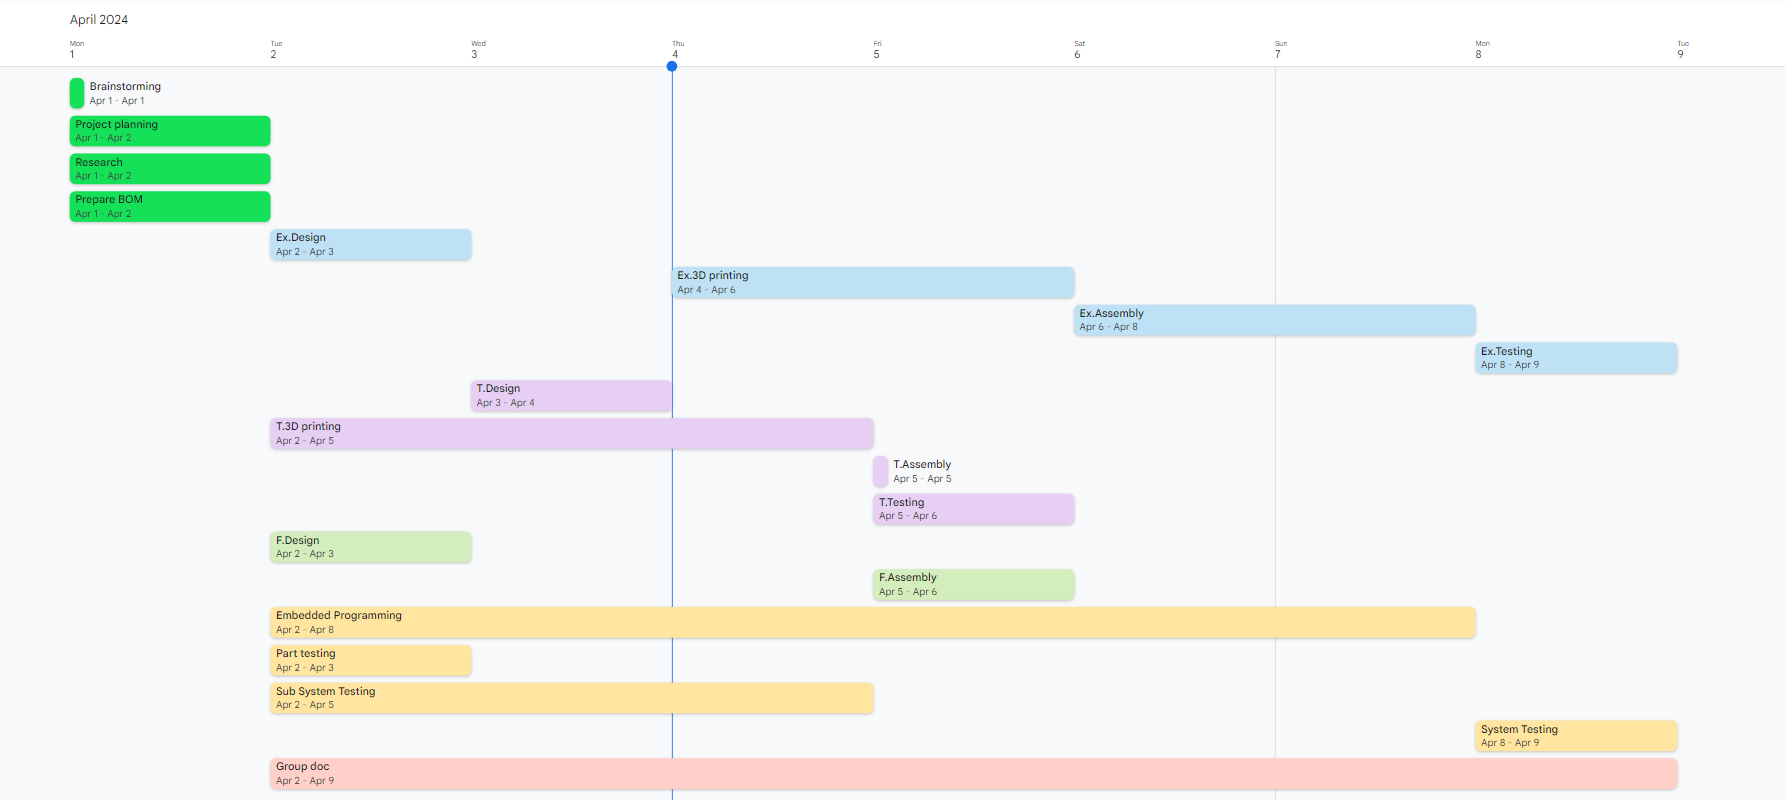 April 2024
Mon Tue Wed Thu Fri Sat Sun Mon Tue
1 2 3 4 5 6 7 8 9
Brainstorming
Apr 1 - Apr 1
Project planning
Apr 1 - Apr 2
Research
Apr 1 - Apr 2
Prepare BOM
Apr 1 - Apr 2
Ex.Design
Apr 2 - Apr 3
Ex.3D printing
Apr 4 - Apr 6
Ex.Assembly
Apr 6 - Apr 8
Ex.Testing
Apr 8 - Apr 9
T.Design
Apr 3 - Apr 4
T.3D printing
Apr 2 - Apr 5
T.Assembly
Apr 5 - Apr 5
T.Testing
Apr 5 - Apr 6
F.Design
Apr 2 - Apr 3
F.Assembly
Apr 5 - Apr 6
Embedded Programming
Apr 2 - Apr 8
Part testing
Apr 2 - Apr 3
Sub System Testing
Apr 2 - Apr 5
System Testing
Apr 8 - Apr 9
Group doc
Apr 2 - Apr 9